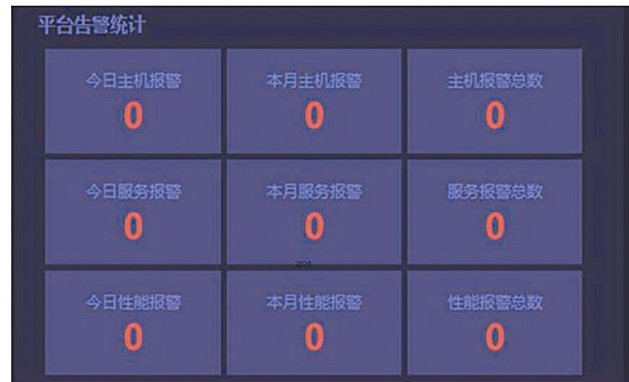 平台告警统计
今日主机报警 本月主机报警 主机报警总数
0 0 0
今日服务报警 本月服务报警 服务报警总数
0 0 0
今日性能报警 本月性能报警 性能报警总数
0 0 0